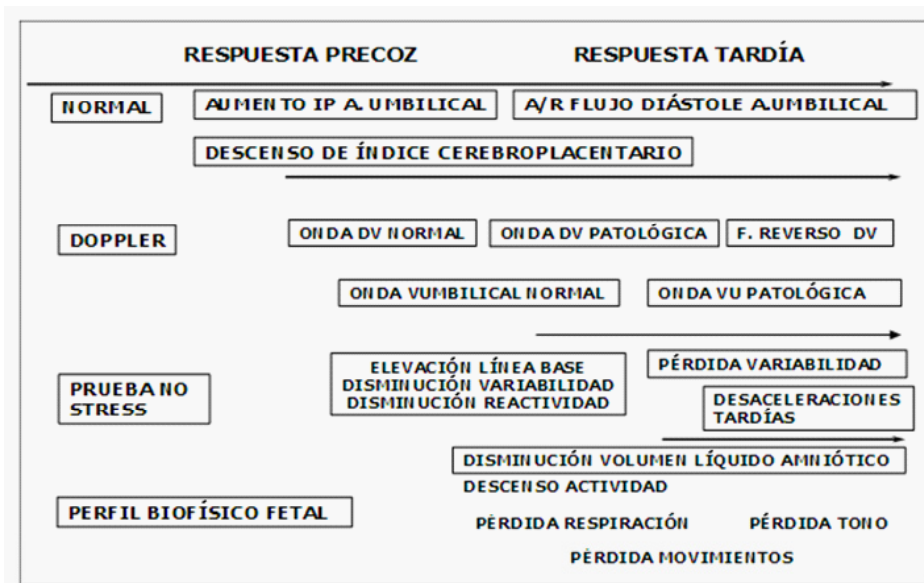 RESPUESTA PRECOZ
RESPUESTA TARDÍA
NORMAL
AUMENTO IP A. UMBILICAL
A/R FLUJO DIÁSTOLE A.UMBILICAL
DESCENSO DE ÍNDICE CEREBROPLACENTARIO
DOPPLER
ONDA DV NORMAL
ONDA DV PATOLÓGICA
F. REVERSO DV
ONDA VUMBILICAL NORMAL
ONDA VU PATOLÓGICA
PRUEBA NO
STRESS
ELEVACIÓN LÍNEA BASE
DISMINUCIÓN VARIABILIDAD
DISMINUCIÓN REACTIVIDAD
PÉRDIDA VARIABILIDAD
DESACELERACIONES
TARDÍAS
DISMINUCIÓN VOLUMEN LÍQUIDO AMNIÓTICO
DESCENSO ACTIVIDAD
PERFIL BIOFÍSICO FETAL
PÉRDIDA RESPIRACIÓN
PÉRDIDA TONO
PÉRDIDA MOVIMIENTOS